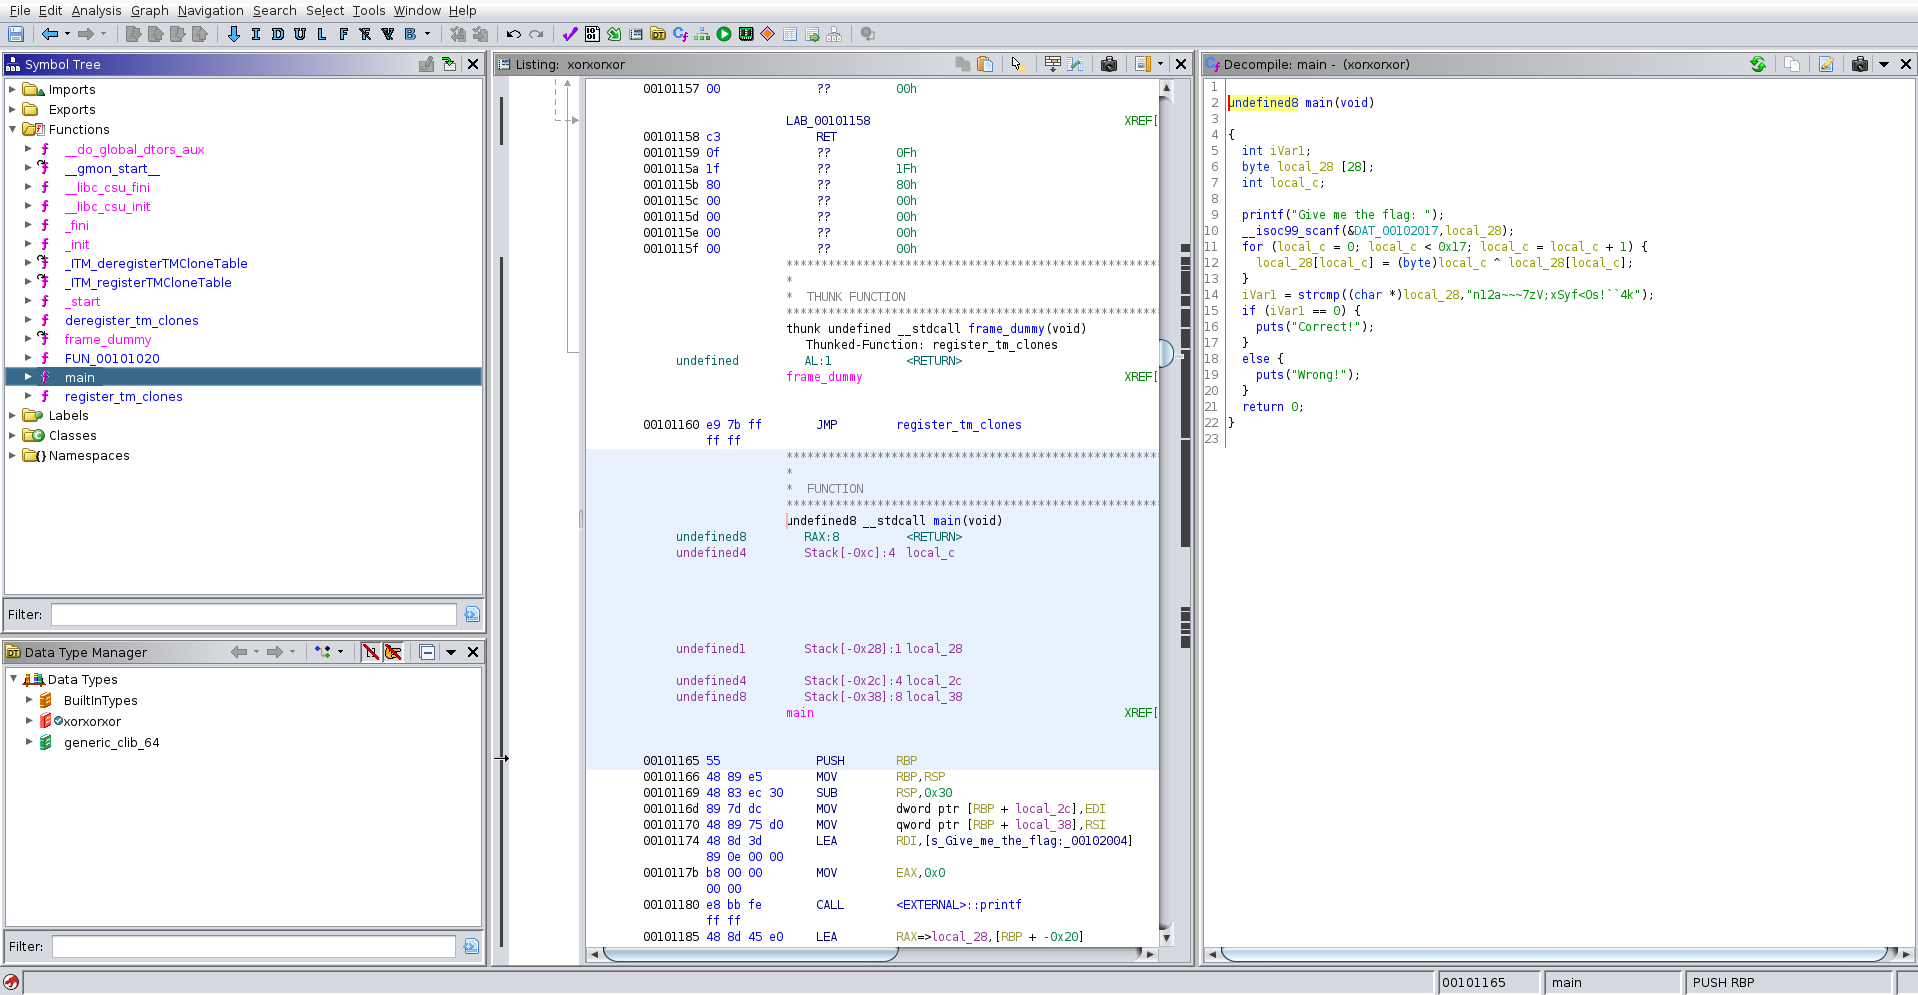 File Edit Analysis Graph Navigation Search Select Tools Window Help
I D U L F R V B
Symbol Tree
Imports
Exports
Functions
__do_global_dtors_aux
__gmon_start__
__libc_csu_fini
__libc_csu_init
_fini
_init
_ITM_deregisterTMCloneTable
_ITM_registerTMCloneTable
_start
deregister_tm_clones
frame_dummy
FUN_00101020
main
register_tm_clones
Labels
Classes
Namespaces
Filter:
Data Type Manager
Data Types
BuiltInTypes
xorxorxor
generic_clib_64
Filter:
Listing: xorxorxor
00101157 00 ?? 00h
LAB_00101158 XREF[
00101158 c3 RET
00101159 0f ?? 0Fh
0010115a 1f ?? 1Fh
0010115b 80 ?? 80h
0010115c 00 ?? 00h
0010115d 00 ?? 00h
0010115e 00 ?? 00h
0010115f 00 ?? 00h
*****************************************************
*
* THUNK FUNCTION
*****************************************************
thunk undefined __stdcall frame_dummy(void)
Thunked-Function: register_tm_clones
undefined AL:1 <RETURN>
frame_dummy XREF[
00101160 e9 7b ff JMP register_tm_clones
ff ff
*****************************************************
*
* FUNCTION
*****************************************************
undefined8 __stdcall main(void)
undefined8 RAX:8 <RETURN>
undefined4 Stack[-0xc]:4 local_c
undefined1 Stack[-0x28]:1 local_28
undefined4 Stack[-0x2c]:4 local_2c
undefined8 Stack[-0x38]:8 local_38
main XREF[
00101165 55 PUSH RBP
00101166 48 89 e5 MOV RBP,RSP
00101169 48 83 ec 30 SUB RSP,0x30
0010116d 89 7d dc MOV dword ptr [RBP + local_2c],EDI
00101170 48 89 75 d0 MOV qword ptr [RBP + local_38],RSI
00101174 48 8d 3d LEA RDI,[s_Give_me_the_flag:_00102004]
89 0e 00 00
0010117b b8 00 00 MOV EAX,0x0
00 00
00101180 e8 bb fe CALL <EXTERNAL>::printf
ff ff
00101185 48 8d 45 e0 LEA RAX=>local_28,[RBP + -0x20]
Decompile: main - (xorxorxor)
1
2 undefined8 main(void)
3
4 {
5 int iVar1;
6 byte local_28 [28];
7 int local_c;
8
9 printf("Give me the flag: ");
10 __isoc99_scanf(&DAT_00102017,local_28);
11 for (local_c = 0; local_c < 0x17; local_c = local_c + 1) {
12 local_28[local_c] = (byte)local_c ^ local_28[local_c];
13 }
14 iVar1 = strcmp((char *)local_28,"n12a~~~7zV;xSyf<Os!``4k");
15 if (iVar1 == 0) {
16 puts("Correct!");
17 }
18 else {
19 puts("Wrong!");
20 }
21 return 0;
22 }
23
00101165 main PUSH RBP